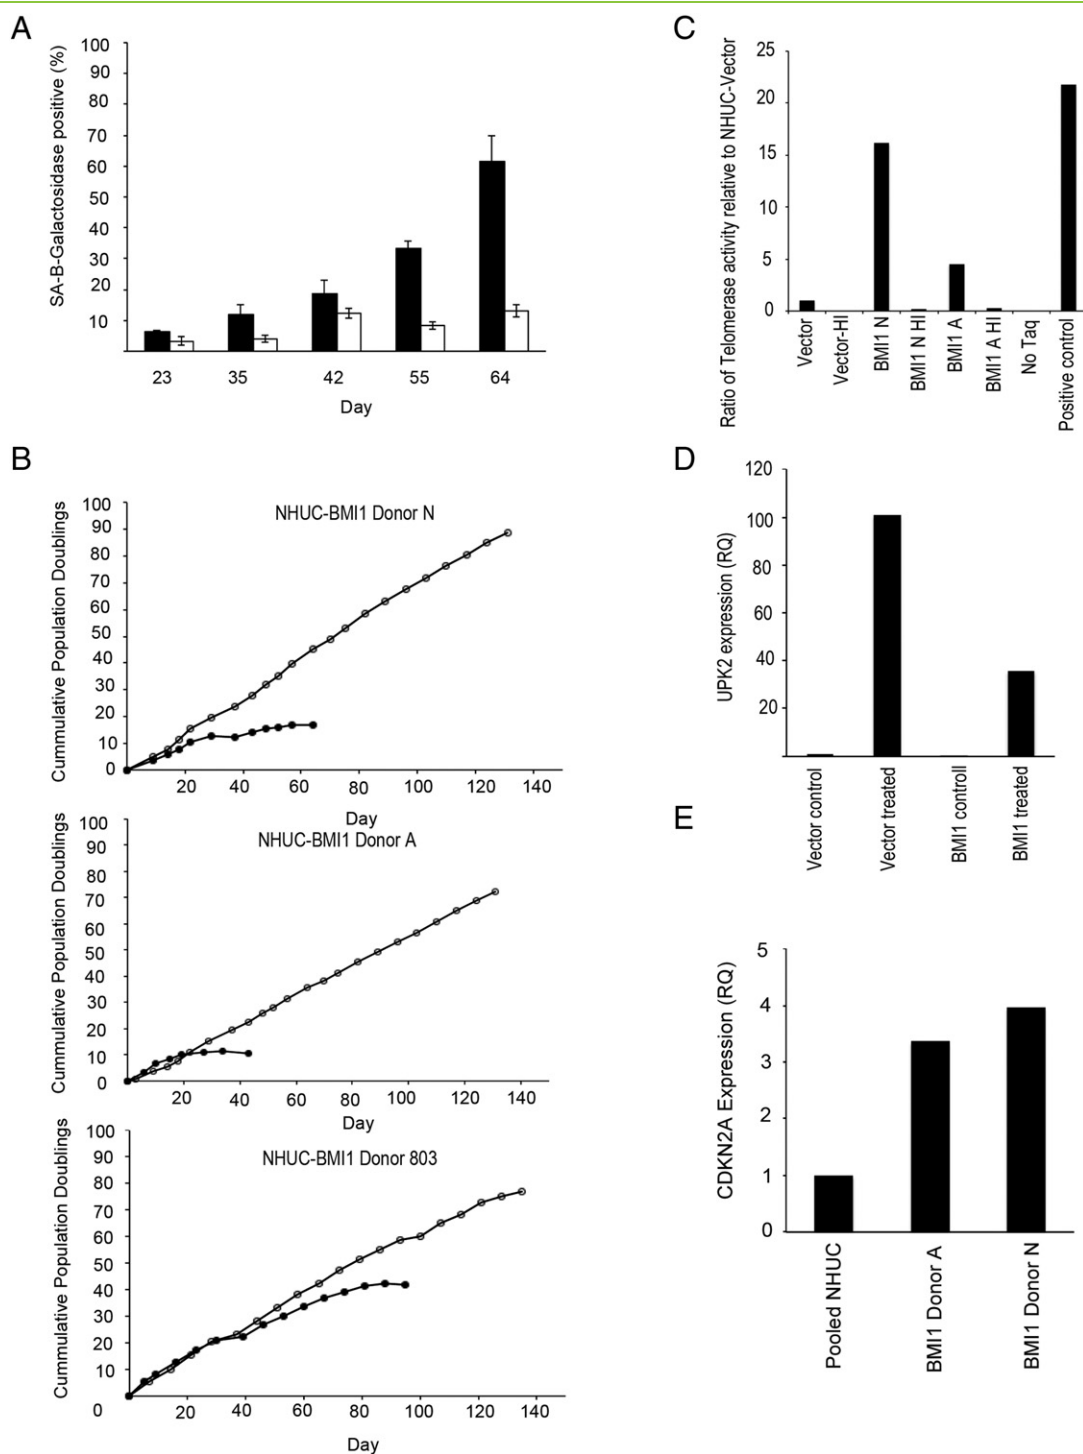 A
SA-B-Galactosidase positive (%)
100
90
80
70
60
50
40
30
20
10
23 35 42 55 64
Day
B
NHUC-BMI1 Donor N
Cummulative Population Doublings
100
90
80
70
60
50
40
30
20
10
0
20 40 60 80 100 120 140
Day
NHUC-BMI1 Donor A
Cummulative Population Doublings
100
90
80
70
60
50
40
30
20
10
0
20 40 60 80 100 120 140
Day
NHUC-BMI1 Donor 803
Cummulative Population Doublings
100
90
80
70
60
50
40
30
20
10
0
20 40 60 80 100 120 140
Day
C
Ratio of Telomerase activity relative to NHUC-Vector
25
20
15
10
5
0
Vector
Vector-HI
BMI1 N
BMI1 N HI
BMI1 A
BMI1 A HI
No Taq
Positive control
D
UPK2 expression (RQ)
120
100
80
60
40
20
Vector control
Vector treated
BMI1 controll
BMI1 treated
E
CDKN2A Expression (RQ)
5
4
3
2
1
0
Pooled NHUC
BMI1 Donor A
BMI1 Donor N